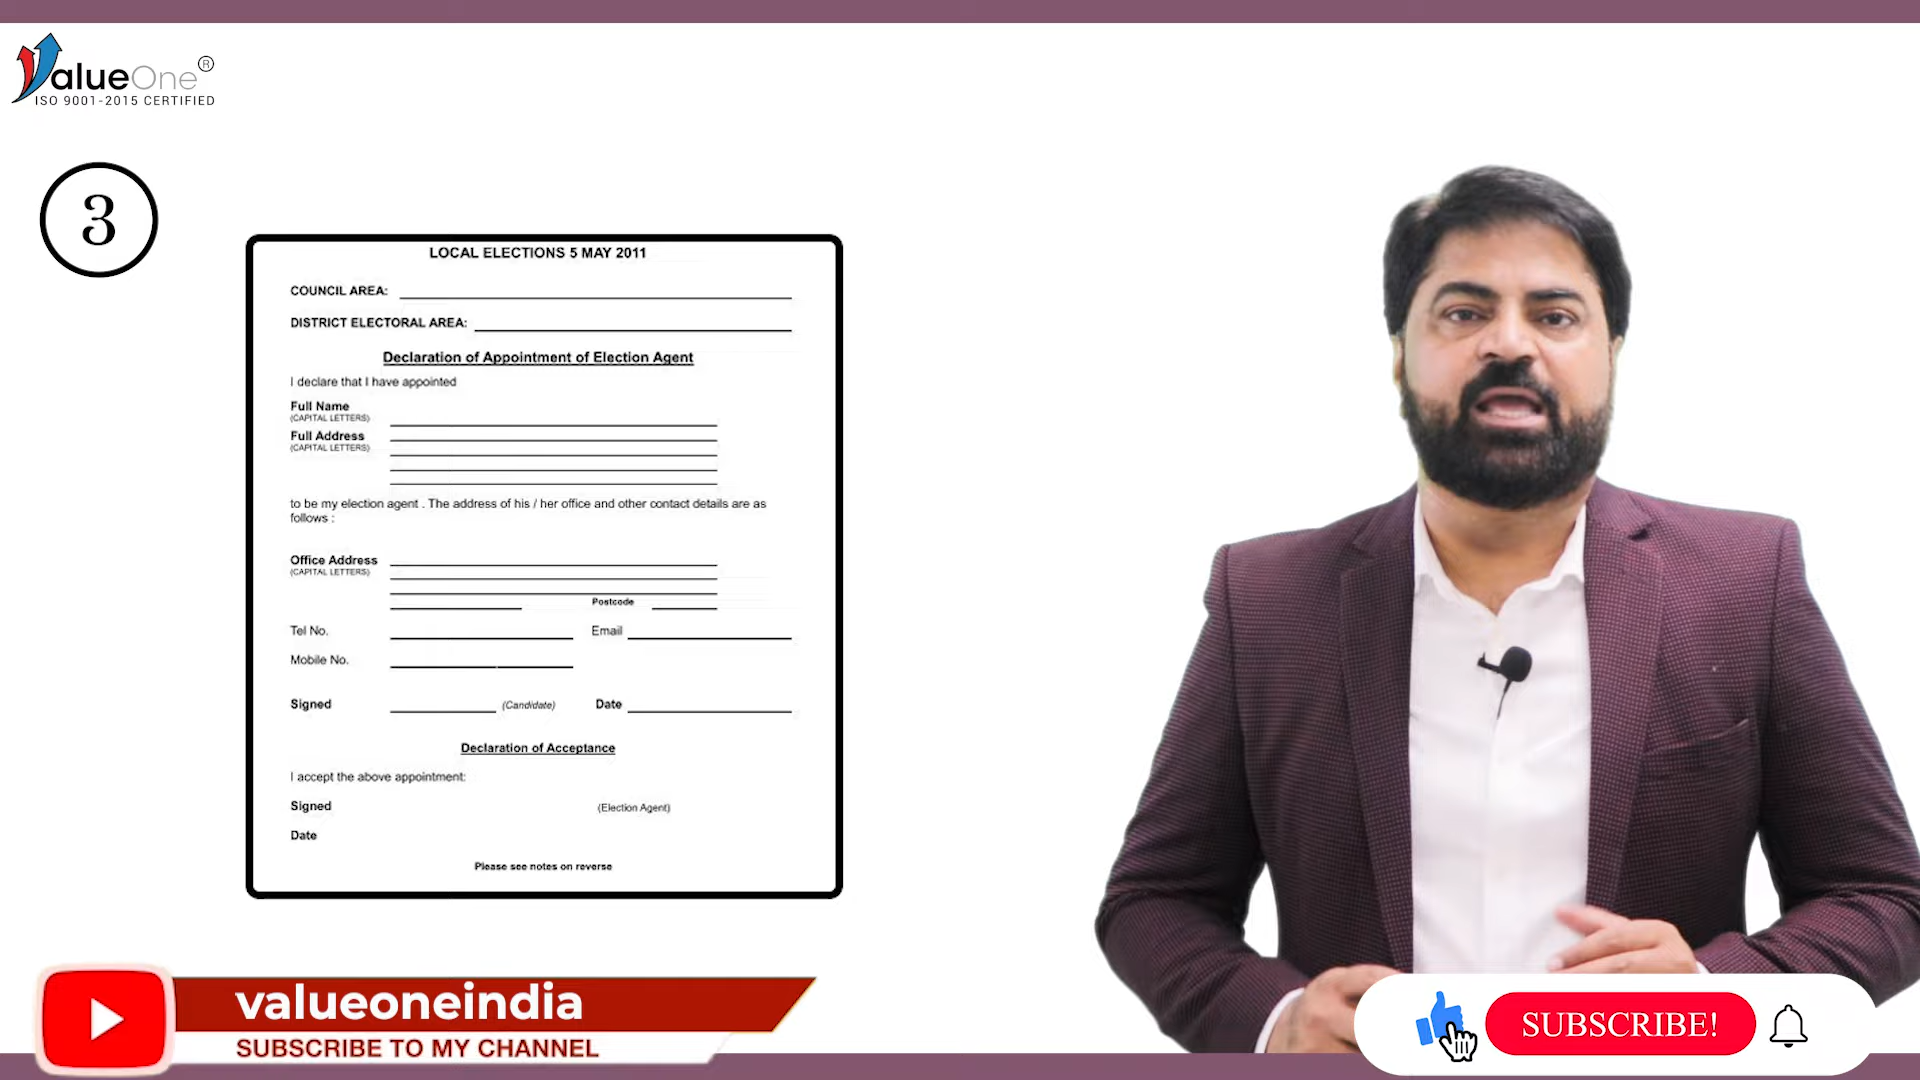 ValueOne®
ISO 9001-2015 CERTIFIED
3
LOCAL ELECTIONS 5 MAY 2011
COUNCIL AREA:
DISTRICT ELECTORAL AREA:
Declaration of Appointment of Election Agent
I declare that I have appointed
Full Name
(CAPITAL LETTERS)
Full Address
(CAPITAL LETTERS)
to be my election agent . The address of his / her office and other contact details are as
follows :
Office Address
(CAPITAL LETTERS)
Postcode
Tel No. Email
Mobile No.
Signed (Candidate) Date
Declaration of Acceptance
I accept the above appointment:
Signed (Election Agent)
Date
Please see notes on reverse
valueoneindia
SUBSCRIBE TO MY CHANNEL
SUBSCRIBE!